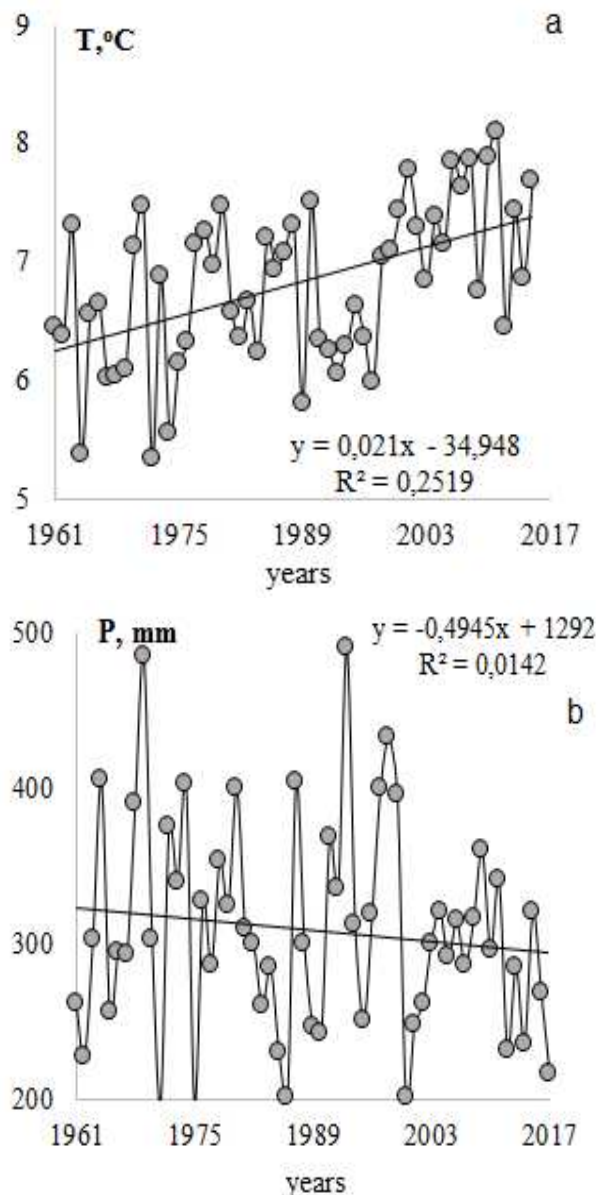 9
T,°C
a
8
7
6
y = 0,021x - 34,948
R² = 0,2519
5
1961 1975 1989 2003 2017
years
500
P, mm
y = -0,4945x + 1292
R² = 0,0142
b
400
300
200
1961 1975 1989 2003 2017
years